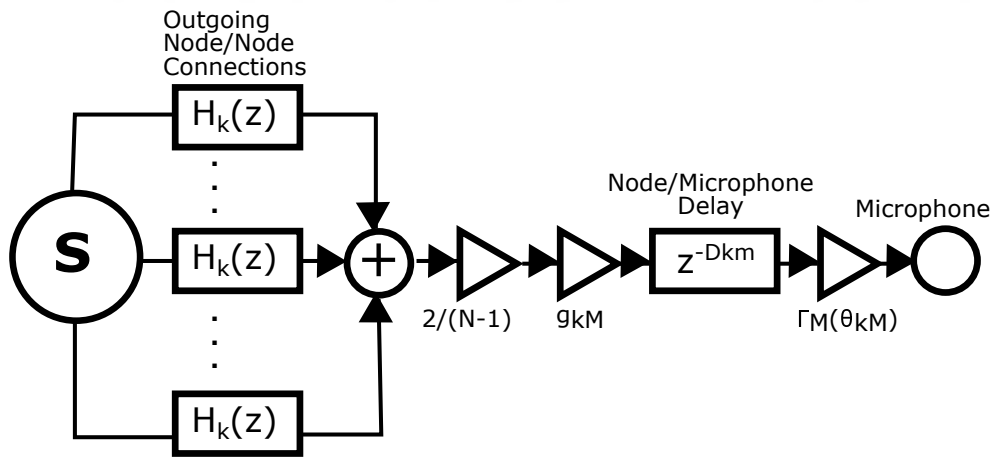 Outgoing
Node/Node
Connections
Hk(z)
.
.
.
Node/Microphone
Delay
Microphone
S
Hk(z)
+
z-Dkm
2/(N-1)
gkM
ΓM(θkM)
.
.
.
Hk(z)